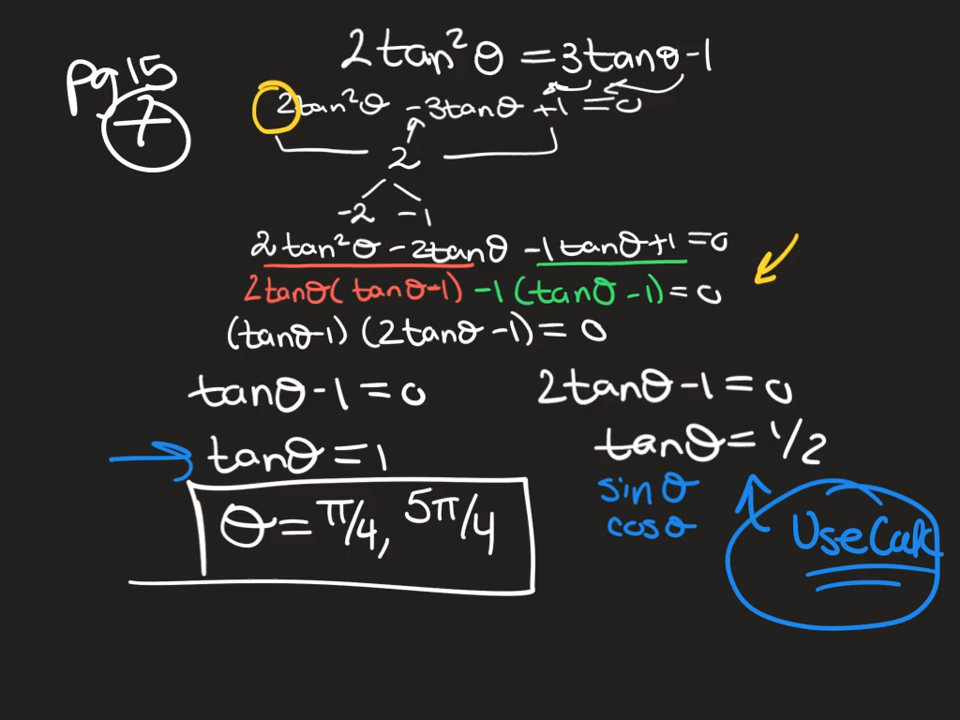 pg 15
7
2tan²θ = 3tanθ - 1
2tan²θ - 3tanθ + 1 = 0
2
-2 -1
2tan²θ - 2tanθ - 1tanθ + 1 = 0
2tanθ(tanθ-1) -1(tanθ-1) = 0
(tanθ-1)(2tanθ-1) = 0
tanθ - 1 = 0
tanθ = 1
θ = π/4, 5π/4
2tanθ - 1 = 0
tanθ = 1/2
sinθ
cosθ
Use Calc